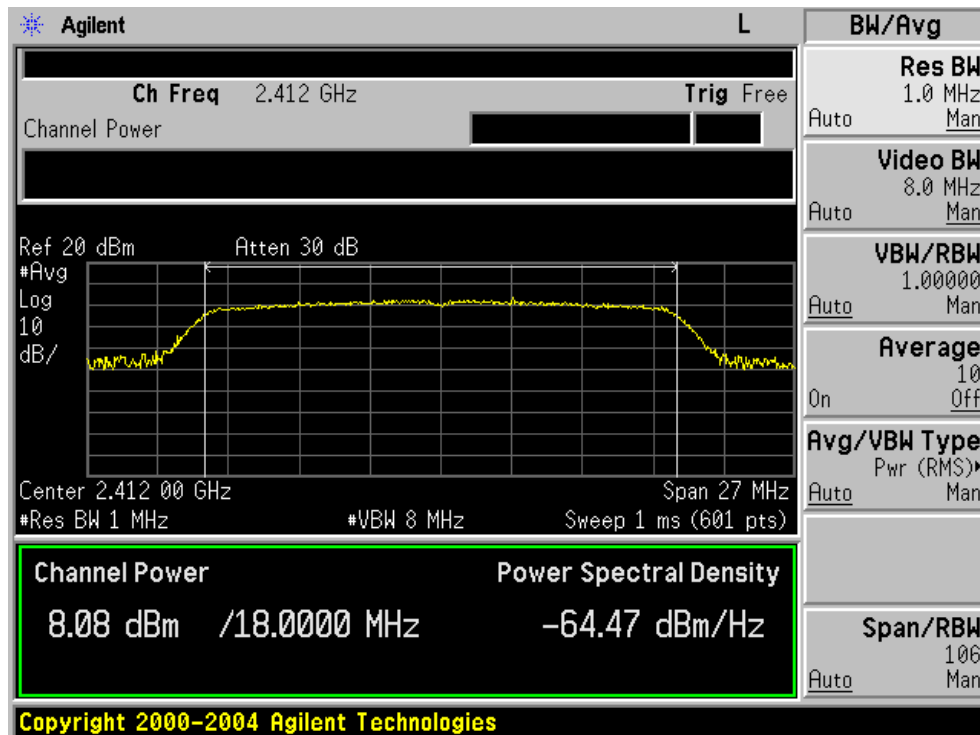 Agilent
L
BW/Avg
Ch Freq 2.412 GHz
Trig Free
Channel Power
Ref 20 dBm
Atten 30 dB
#Avg
Log
10
dB/
Center 2.412 00 GHz
Span 27 MHz
#Res BW 1 MHz
#VBW 8 MHz
Sweep 1 ms (601 pts)
Channel Power
Power Spectral Density
8.08 dBm /18.0000 MHz
-64.47 dBm/Hz
Res BW
1.0 MHz
Auto Man
Video BW
8.0 MHz
Auto Man
VBW/RBW
1.00000
Auto Man
Average
10
On Off
Avg/VBW Type
Pwr (RMS)
Auto Man
Span/RBW
106
Auto Man
Copyright 2000-2004 Agilent Technologies